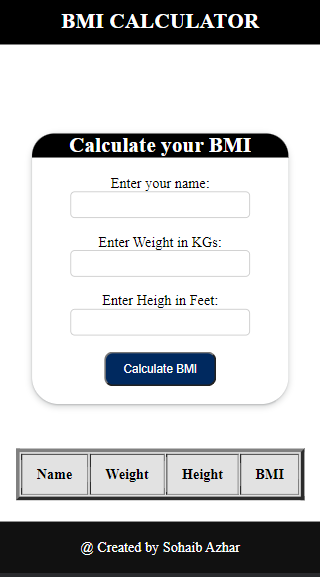 BMI CALCULATOR
Calculate your BMI
Enter your name:
Enter Weight in KGs:
Enter Heigh in Feet:
Calculate BMI
Name Weight Height BMI
@ Created by Sohaib Azhar